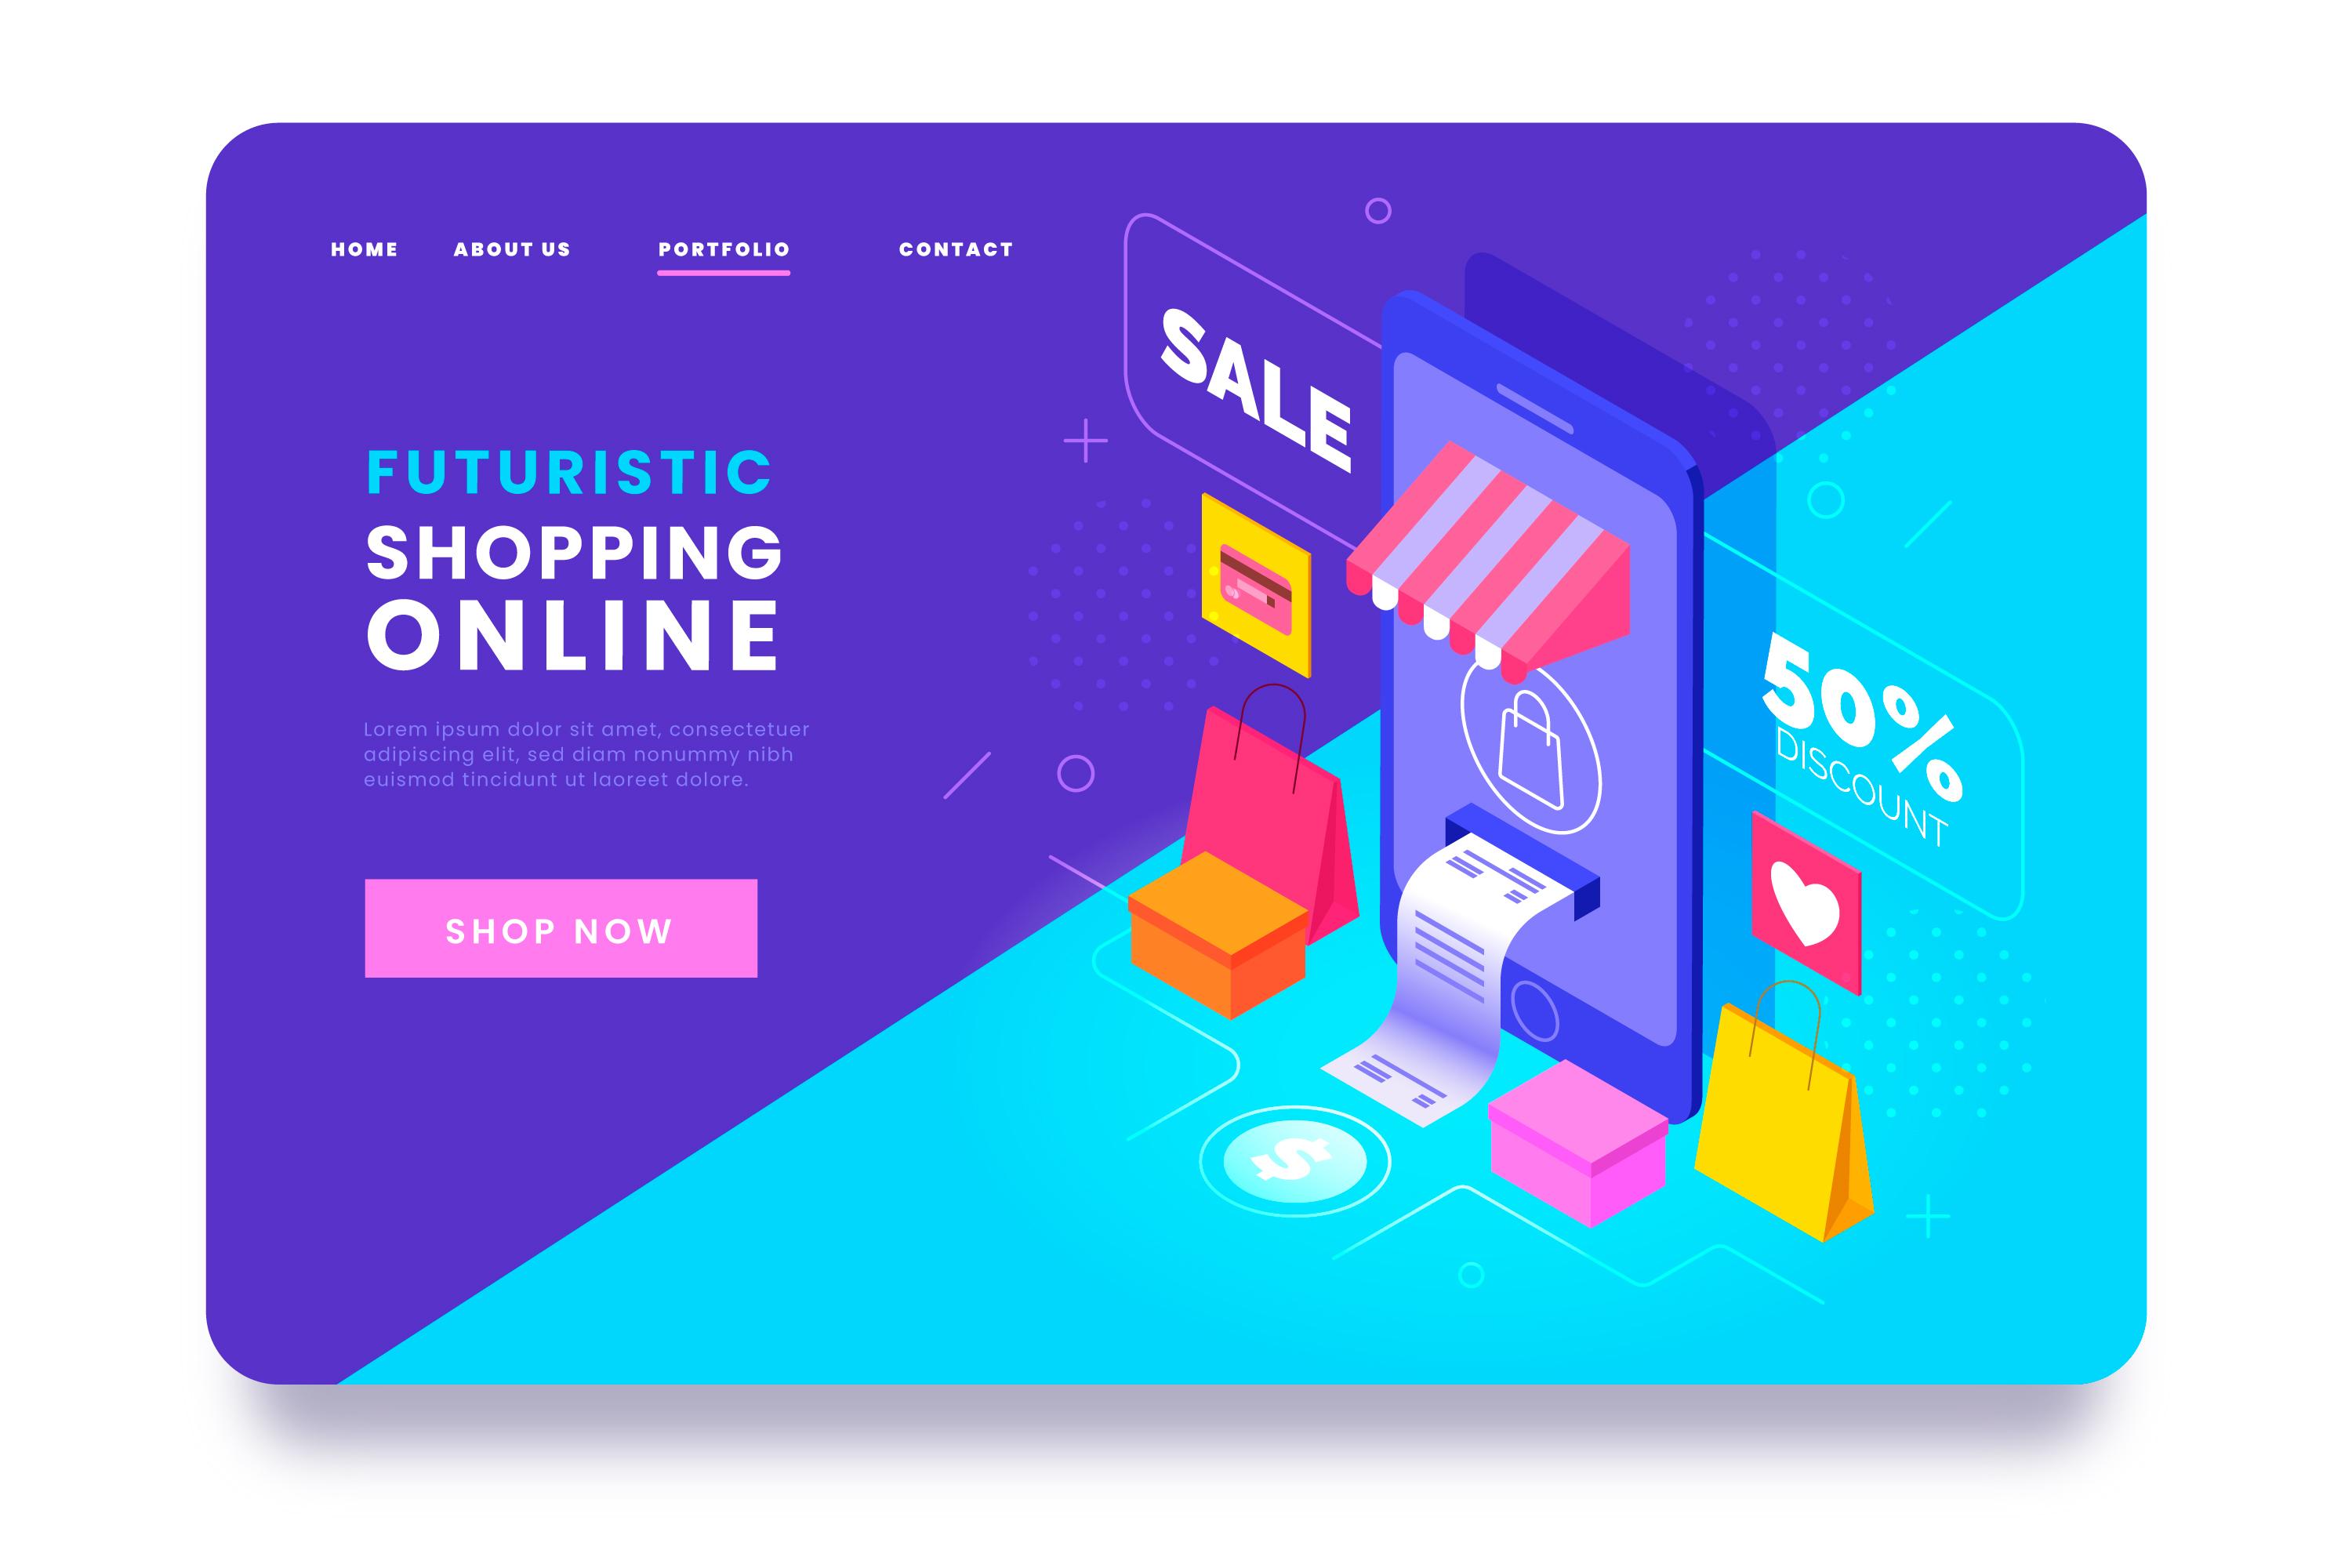 HOME ABOUT US PORTFOLIO CONTACT
FUTURISTIC
SHOPPING
ONLINE
Lorem ipsum dolor sit amet, consectetuer
adipiscing elit, sed diam nonummy nibh
euismod tincidunt ut laoreet dolore.
SHOP NOW
SALE
50%
DISCOUNT
$